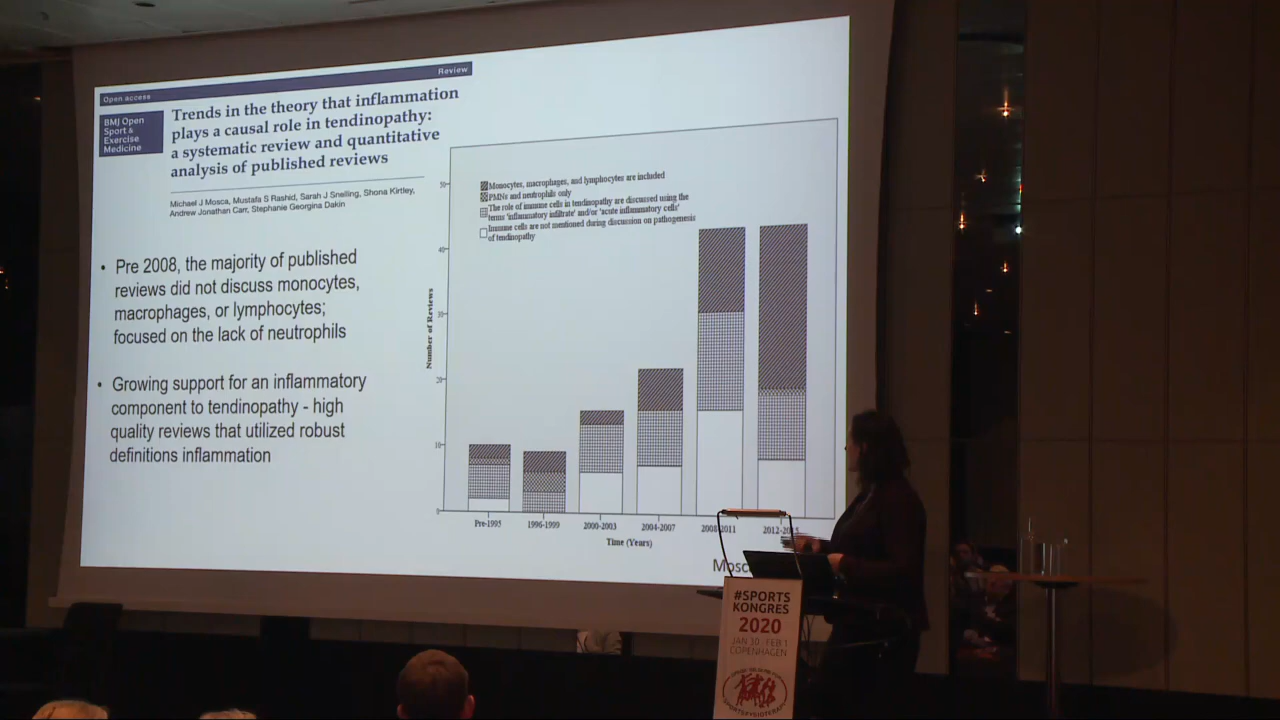 Open access
Review
BMJ Open
Sport &
Exercise
Medicine
Trends in the theory that inflammation
plays a causal role in tendinopathy:
a systematic review and quantitative
analysis of published reviews
Michael J Mosca, Mustafa S Rashid, Sarah J Snelling, Shona Kirtley,
Andrew Jonathan Carr, Stephanie Georgina Dakin
• Pre 2008, the majority of published
reviews did not discuss monocytes,
macrophages, or lymphocytes;
focused on the lack of neutrophils
• Growing support for an inflammatory
component to tendinopathy - high
quality reviews that utilized robust
definitions inflammation
Monocytes, macrophages, and lymphocytes are included
PMNs and neutrophils only
The role of immune cells in tendinopathy are discussed using the
terms 'inflammatory infiltrate' and/or 'acute inflammatory cells'
Immune cells are not mentioned during discussion on pathogenesis
of tendinopathy
Number of Reviews
50
40
30
20
10
0
Pre-1995
1996-1999
2000-2003
2004-2007
2008-2011
2012-2015
Time (Years)
Mosc
#SPORTS
KONGRES
2020
JAN 30 - FEB 1
COPENHAGEN